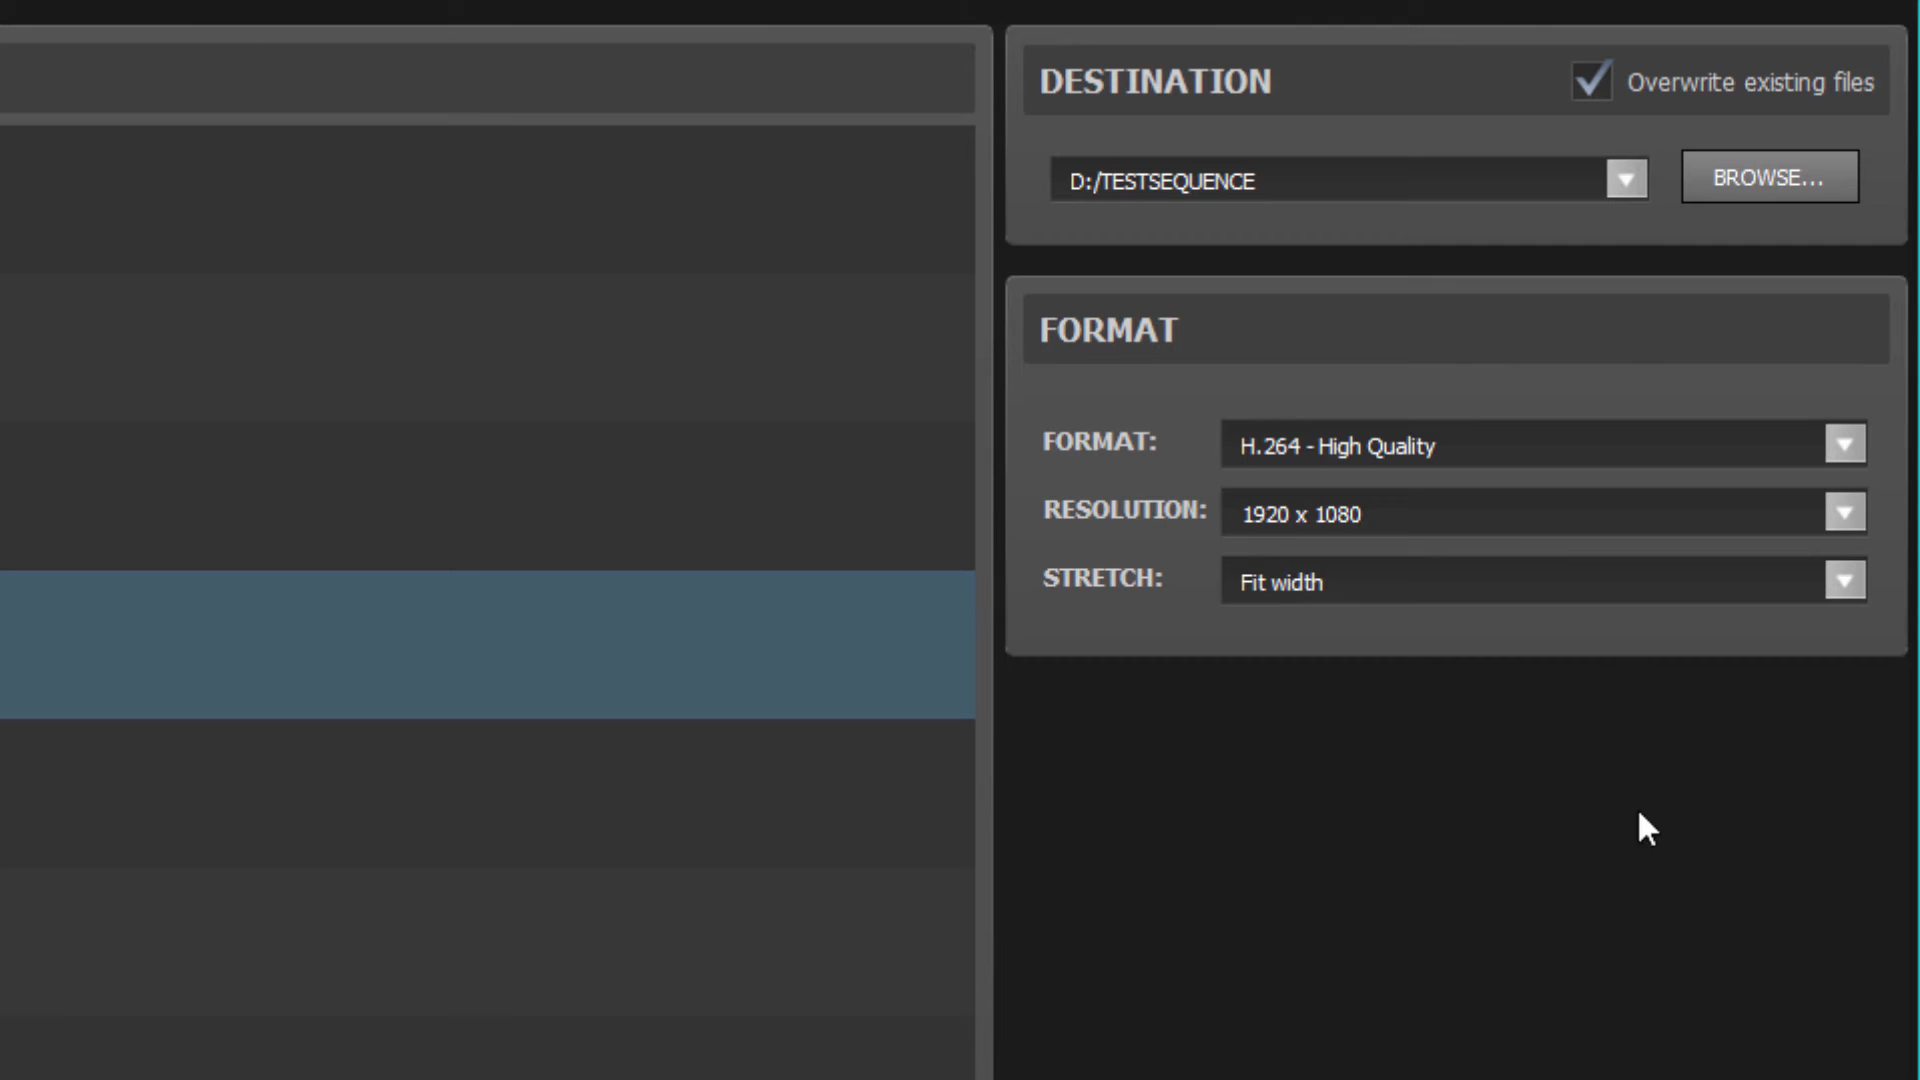 DESTINATION
Overwrite existing files
D:/TESTSEQUENCE
BROWSE...
FORMAT
FORMAT:
H.264 - High Quality
RESOLUTION:
1920 x 1080
STRETCH:
Fit width